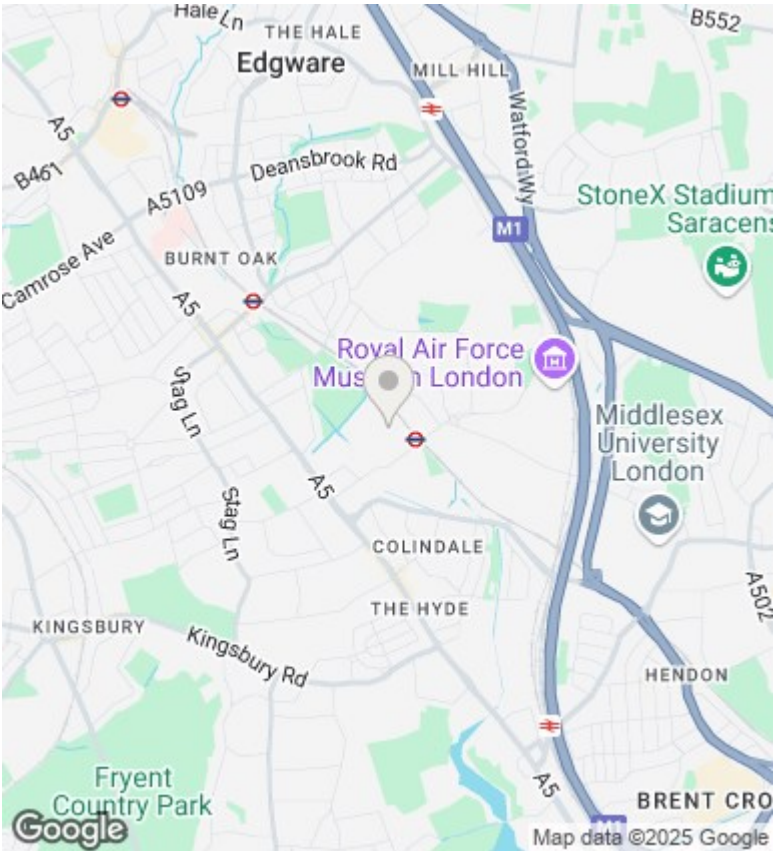 Hale Ln
THE HALE
B552
Edgware
MILL HILL
A5
Watford Wy
B461
Deansbrook Rd
A5109
StoneX Stadium
Saracens
M1
Camrose Ave
BURNT OAK
A5
Royal Air Force
Museum London
Stag Ln
Middlesex
University
London
A5
Stag Ln
COLINDALE
A502
THE HYDE
KINGSBURY
Kingsbury Rd
HENDON
Fryent
Country Park
A5
BRENT CRO
M1
Google
Map data ©2025 Google